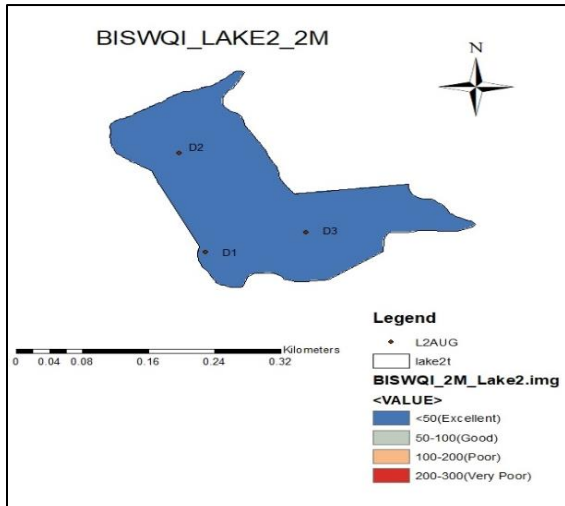 BISWQI_LAKE2_2M
N
D2
D3
D1
Kilometers
0 0.04 0.08 0.16 0.24 0.32
Legend
L2AUG
lake2t
BISWQI_2M_Lake2.img
<VALUE>
<50(Excellent)
50-100(Good)
100-200(Poor)
200-300(Very Poor)